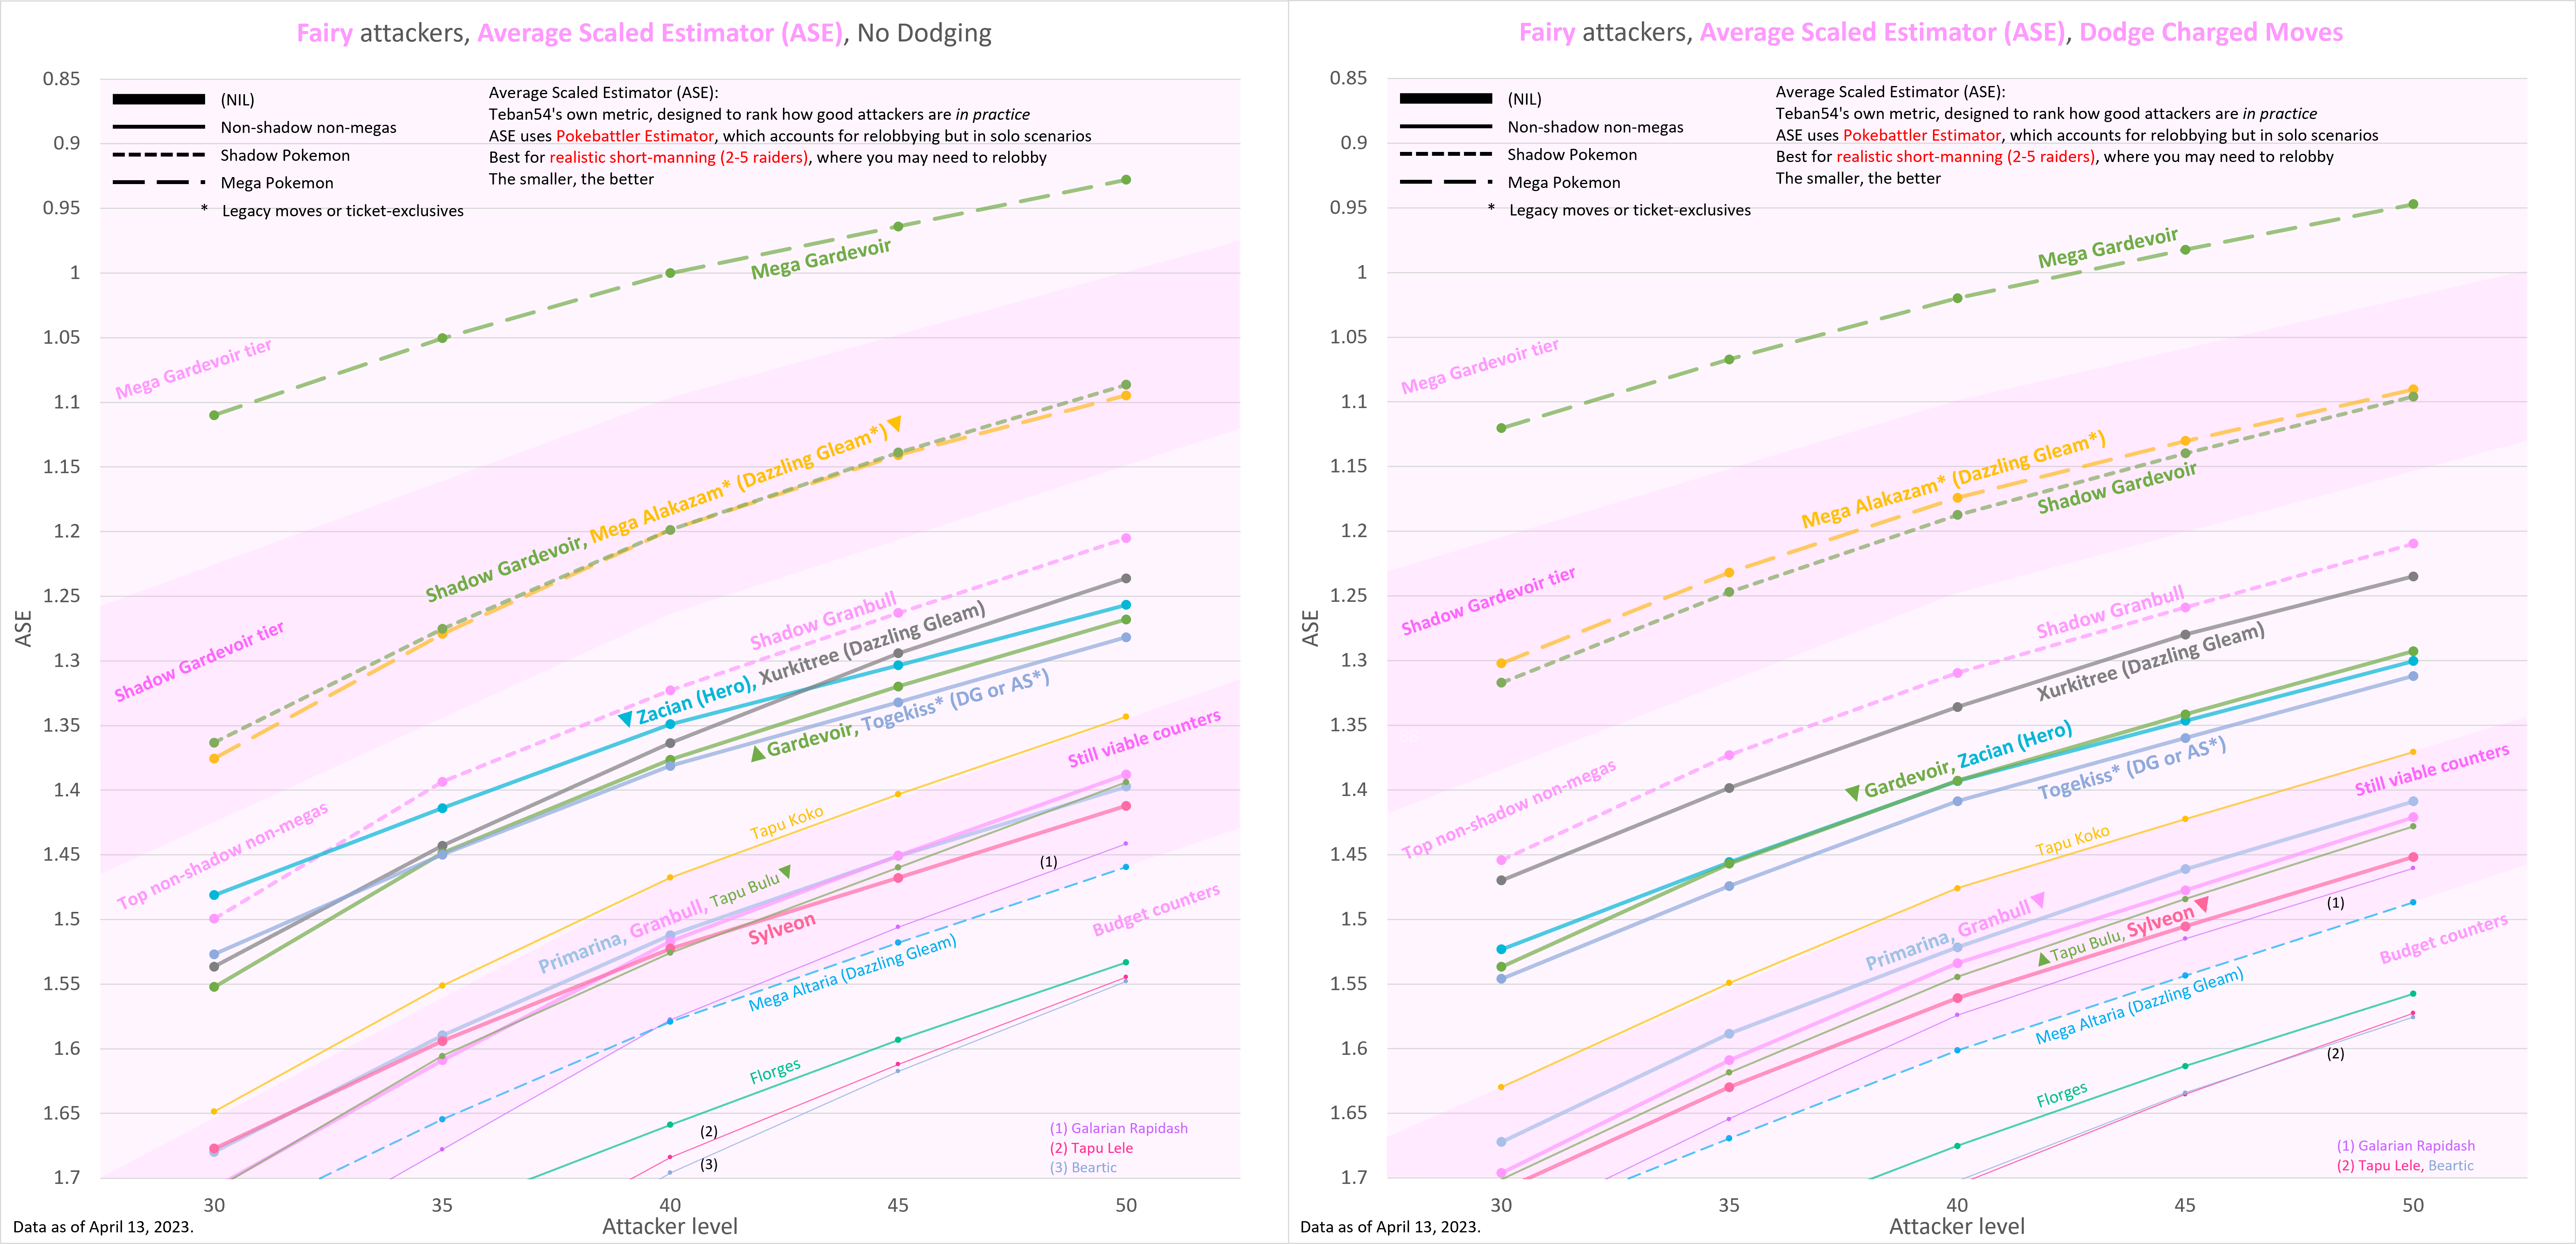 Fairy attackers, Average Scaled Estimator (ASE), No Dodging
0.85
0.9
0.95
1
1.05
1.1
1.15
1.2
1.25
1.3
1.35
1.4
1.45
1.5
1.55
1.6
1.65
1.7
ASE
(NIL)
Non-shadow non-megas
Shadow Pokemon
Mega Pokemon
* Legacy moves or ticket-exclusives
Average Scaled Estimator (ASE):
Teban54's own metric, designed to rank how good attackers are in practice
ASE uses Pokebattler Estimator, which accounts for relobbying but in solo scenarios
Best for realistic short-manning (2-5 raiders), where you may need to relobby
The smaller, the better
Mega Gardevoir
Mega Gardevoir tier
Shadow Gardevoir, Mega Alakazam* (Dazzling Gleam*)▼
Shadow Gardevoir tier
Shadow Granbull
▼Zacian (Hero), Xurkitree (Dazzling Gleam)
▲Gardevoir, Togekiss* (DG or AS*)
Still viable counters
Top non-shadow non-megas
Tapu Koko
Primarina, Granbull, Tapu Bulu▼
Sylveon
(1)
Mega Altaria (Dazzling Gleam)
Budget counters
Florges
(2)
(3)
(1) Galarian Rapidash
(2) Tapu Lele
(3) Beartic
30 35 40 45 50
Attacker level
Data as of April 13, 2023.
Fairy attackers, Average Scaled Estimator (ASE), Dodge Charged Moves
0.85
0.9
0.95
1
1.05
1.1
1.15
1.2
1.25
1.3
1.35
1.4
1.45
1.5
1.55
1.6
1.65
1.7
ASE
(NIL)
Non-shadow non-megas
Shadow Pokemon
Mega Pokemon
* Legacy moves or ticket-exclusives
Average Scaled Estimator (ASE):
Teban54's own metric, designed to rank how good attackers are in practice
ASE uses Pokebattler Estimator, which accounts for relobbying but in solo scenarios
Best for realistic short-manning (2-5 raiders), where you may need to relobby
The smaller, the better
Mega Gardevoir
Mega Gardevoir tier
Mega Alakazam* (Dazzling Gleam*)
Shadow Gardevoir
Shadow Gardevoir tier
Shadow Granbull
Xurkitree (Dazzling Gleam)
▼Gardevoir, Zacian (Hero)
Togekiss* (DG or AS*)
Still viable counters
Top non-shadow non-megas
Tapu Koko
Primarina, Granbull▼
▲Tapu Bulu, Sylveon▼
(1)
Mega Altaria (Dazzling Gleam)
Budget counters
Florges
(2)
(1) Galarian Rapidash
(2) Tapu Lele, Beartic
30 35 40 45 50
Attacker level
Data as of April 13, 2023.